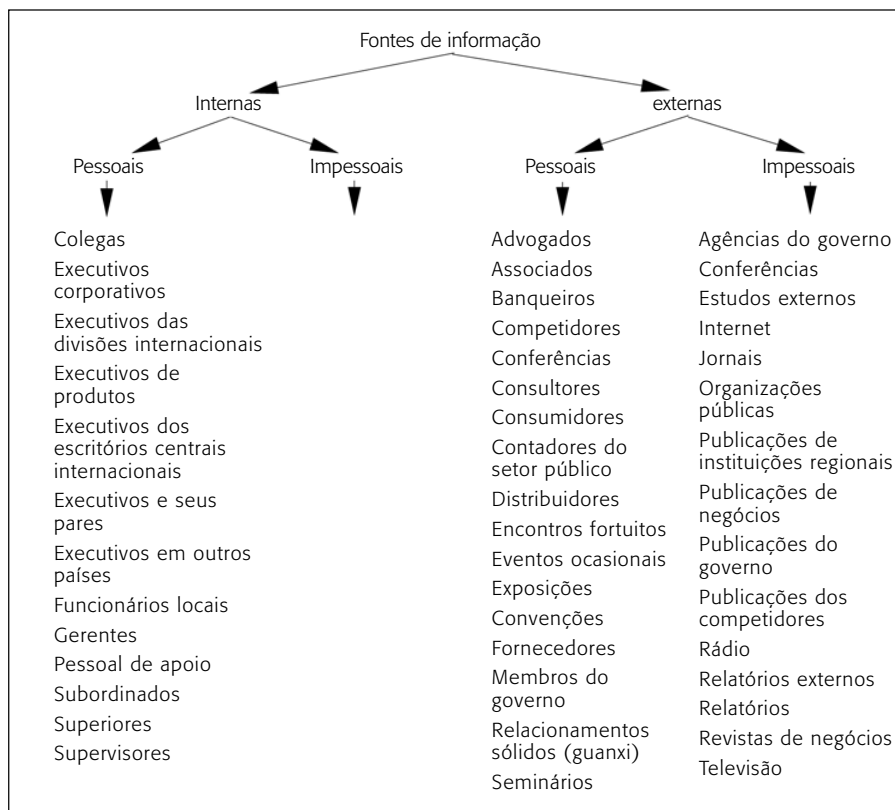 Fontes de informação
Internas
externas
Pessoais
Impessoais
Pessoais
Impessoais
Colegas
Executivos
corporativos
Executivos das
divisões internacionais
Executivos de
produtos
Executivos dos
escritórios centrais
internacionais
Executivos e seus
pares
Executivos em outros
países
Funcionários locais
Gerentes
Pessoal de apoio
Subordinados
Superiores
Supervisores
Advogados
Associados
Banqueiros
Competidores
Conferências
Consultores
Consumidores
Contadores do
setor público
Distribuidores
Encontros fortuitos
Eventos ocasionais
Exposições
Convenções
Fornecedores
Membros do
governo
Relacionamentos
sólidos (guanxi)
Seminários
Agências do governo
Conferências
Estudos externos
Internet
Jornais
Organizações
públicas
Publicações de
instituições regionais
Publicações de
negócios
Publicações do
governo
Publicações dos
competidores
Rádio
Relatórios externos
Relatórios
Revistas de negócios
Televisão